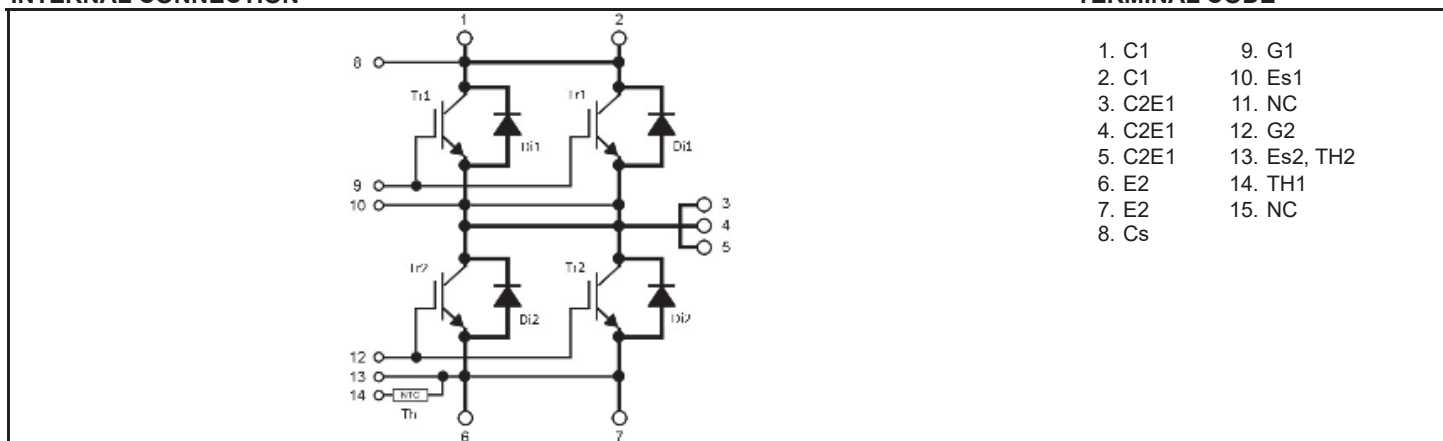 INTERNAL CONNECTION
TERMINAL CODE
1 2
8
Tr1 Tr1
Di1 Di1
9
10
3
4
5
Tr2 Tr2
Di2 Di2
12
13
14 NTC
Th
6 7
1. C1 9. G1
2. C1 10. Es1
3. C2E1 11. NC
4. C2E1 12. G2
5. C2E1 13. Es2, TH2
6. E2 14. TH1
7. E2 15. NC
8. Cs